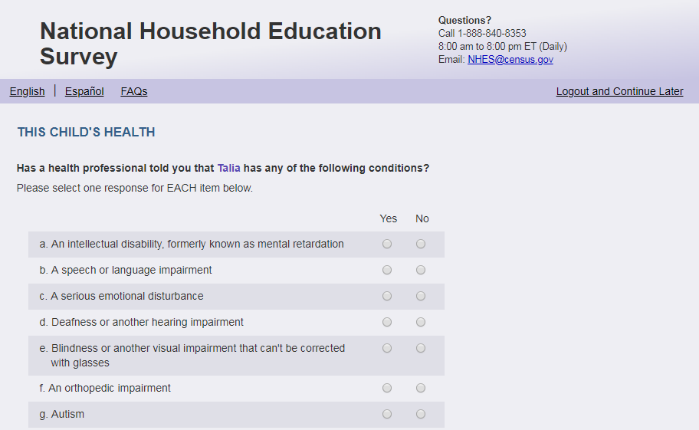 National Household Education
Survey
Questions?
Call 1-888-840-8353
8:00 am to 8:00 pm ET (Daily)
Email: NHES@census.gov
English | Español FAQs
Logout and Continue Later
THIS CHILD'S HEALTH
Has a health professional told you that Talia has any of the following conditions?
Please select one response for EACH item below.
Yes No
a. An intellectual disability, formerly known as mental retardation
b. A speech or language impairment
c. A serious emotional disturbance
d. Deafness or another hearing impairment
e. Blindness or another visual impairment that can't be corrected
with glasses
f. An orthopedic impairment
g. Autism